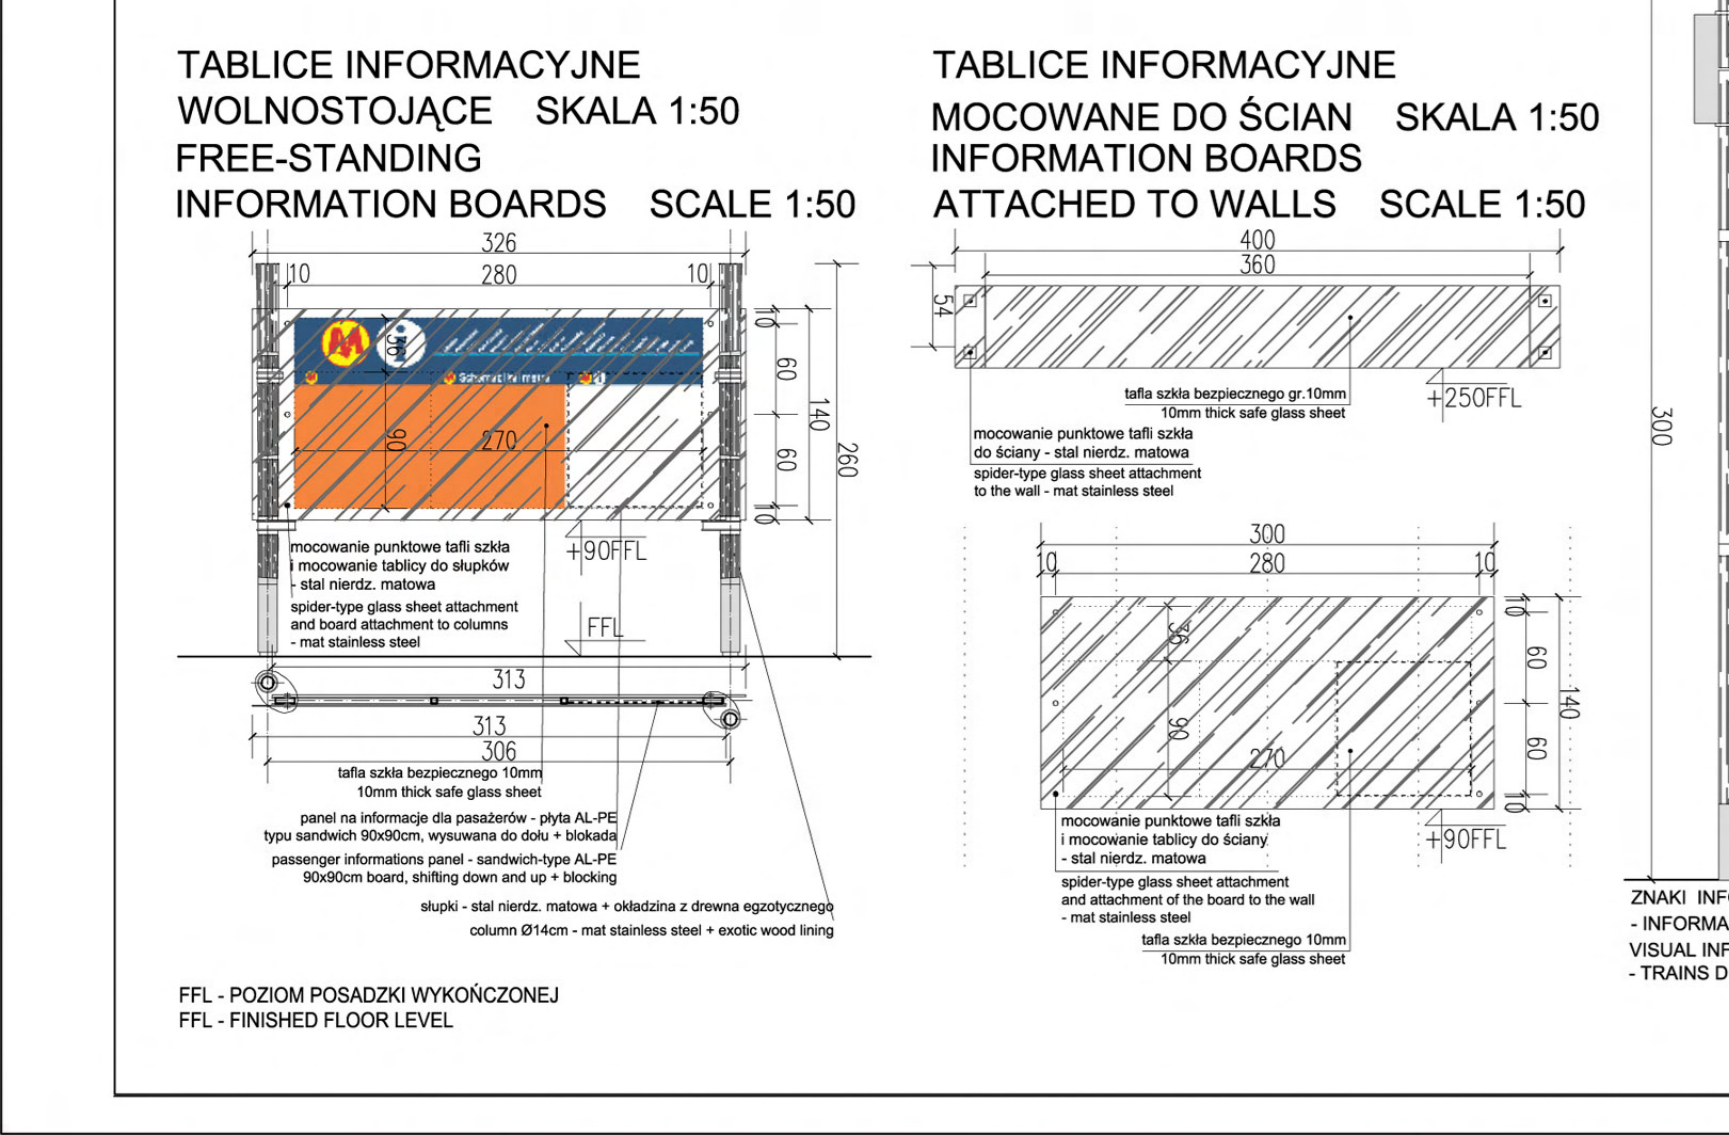 TABLICE INFORMACYJNE
WOLNOSTOJĄCE SKALA 1:50
FREE-STANDING
INFORMATION BOARDS SCALE 1:50
326
10 280 10
36
10
60
90 270
140
60
260
10
+90FFL
mocowanie punktowe tafli szkła
i mocowanie tablicy do słupków
- stal nierdz. matowa
spider-type glass sheet attachment
and board attachment to columns
- mat stainless steel
FFL
313
313
306
tafla szkła bezpiecznego 10mm
10mm thick safe glass sheet
panel na informacje dla pasażerów - płyta AL-PE
typu sandwich 90x90cm, wysuwana do dołu + blokada
passenger informations panel - sandwich-type AL-PE
90x90cm board, shifting down and up + blocking
słupki - stal nierdz. matowa + okładzina z drewna egzotycznego
column Ø14cm - mat stainless steel + exotic wood lining
FFL - POZIOM POSADZKI WYKOŃCZONEJ
FFL - FINISHED FLOOR LEVEL
TABLICE INFORMACYJNE
MOCOWANE DO ŚCIAN SKALA 1:50
INFORMATION BOARDS
ATTACHED TO WALLS SCALE 1:50
400
360
54
tafla szkła bezpiecznego gr.10mm
10mm thick safe glass sheet
+250FFL
mocowanie punktowe tafli szkła
do ściany - stal nierdz. matowa
spider-type glass sheet attachment
to the wall - mat stainless steel
300
10 280 10
10
36
60
90
140
270
60
10
mocowanie punktowe tafli szkła
i mocowanie tablicy do ściany
- stal nierdz. matowa
+90FFL
spider-type glass sheet attachment
and attachment of the board to the wall
- mat stainless steel
tafla szkła bezpiecznego 10mm
10mm thick safe glass sheet
300
ZNAKI INF
- INFORMA
VISUAL INF
- TRAINS D